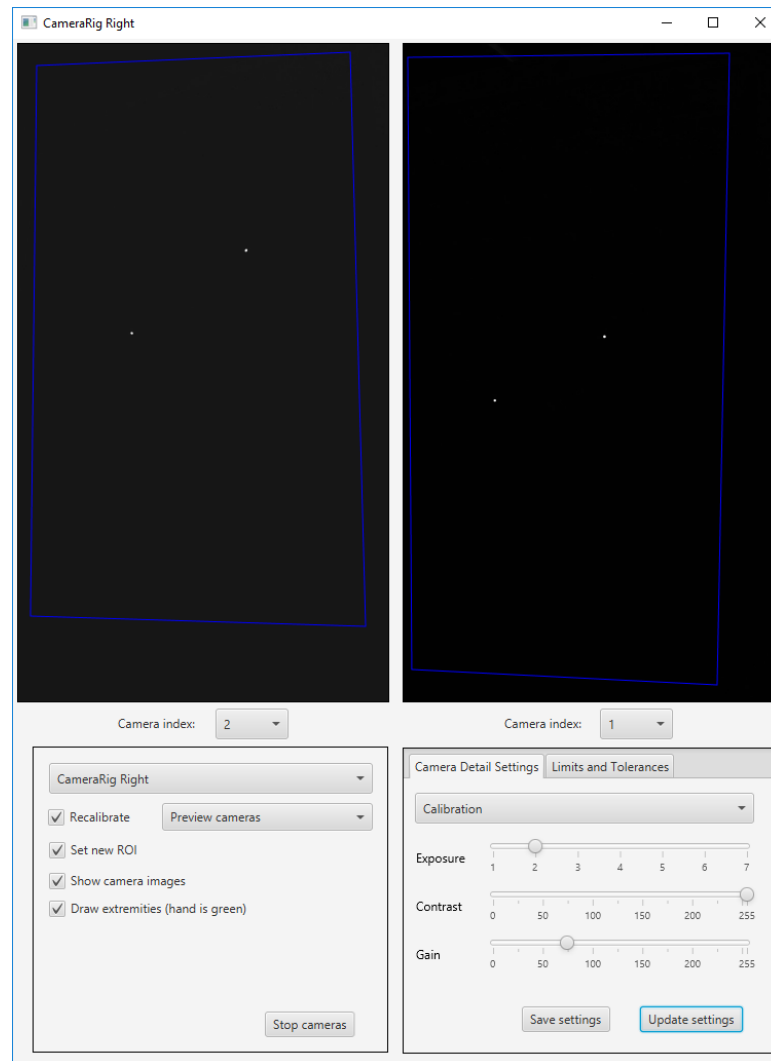 CameraRig Right
Camera index: 2
Camera index: 1
CameraRig Right
Recalibrate
Preview cameras
Set new ROI
Show camera images
Draw extremities (hand is green)
Stop cameras
Camera Detail Settings
Limits and Tolerances
Calibration
Exposure
1 2 3 4 5 6 7
Contrast
0 50 100 150 200 255
Gain
0 50 100 150 200 255
Save settings
Update settings